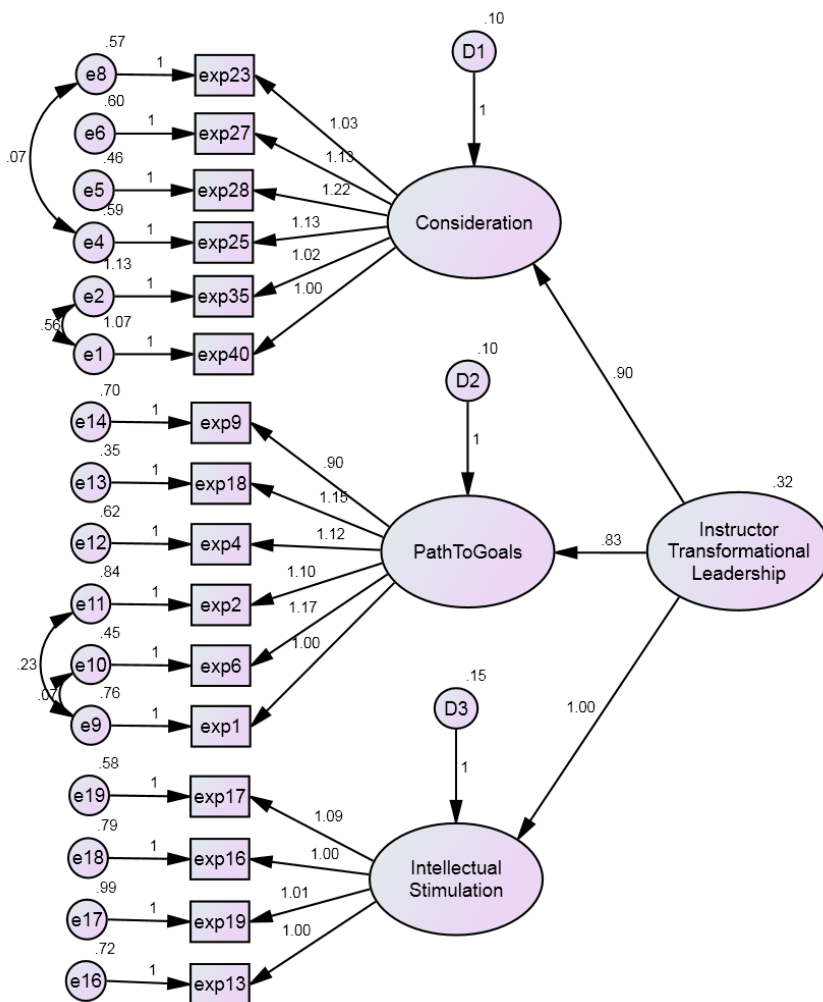 .10
D1
1
.57
e8
1
exp23
.60
e6
1
exp27
.46
e5
1
exp28
.59
e4
1
exp25
1.13
e2
1
exp35
1.07
e1
1
exp40
.07
.56
1.03
1.13
1.22
1.13
1.02
1.00
Consideration
.90
.10
D2
1
.70
e14
1
exp9
.35
e13
1
exp18
.62
e12
1
exp4
.84
e11
1
exp2
.45
e10
1
exp6
.76
e9
1
exp1
.23
.07
.90
1.15
1.12
1.10
1.17
1.00
PathToGoals
.83
.32
Instructor
Transformational
Leadership
1.00
.15
D3
1
.58
e19
1
exp17
.79
e18
1
exp16
.99
e17
1
exp19
.72
e16
1
exp13
1.09
1.00
1.01
1.00
Intellectual
Stimulation